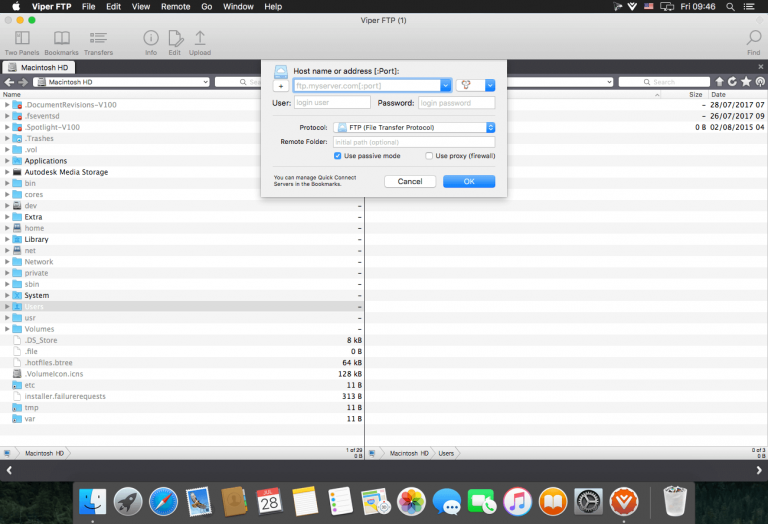 Viper FTP File Edit View Remote Go Window Help Fri 09:46
Viper FTP (1)
Two Panels Bookmarks Transfers Info Edit Upload Find
Macintosh HD
Macintosh HD
Name Size Date
Host name or address [:Port]:
ftp.myserver.com[:port]
User: login user Password: login password
Protocol: FTP (File Transfer Protocol)
Remote Folder: Initial path (optional)
Use passive mode Use proxy (firewall)
You can manage Quick Connect
Servers in the Bookmarks.
Cancel OK
.DocumentRevisions-V100
.fseventsd
.Spotlight-V100
.Trashes
.vol
Applications
Autodesk Media Storage
bin
cores
dev
Extra
home
Library
net
Network
private
sbin
System
Users
usr
Volumes
.DS_Store 8 kB
.file 0 B
.hotfiles.btree 64 kB
.VolumeIcon.icns 128 kB
etc 11 B
installer.failurerequests 313 B
tmp 11 B
var 11 B
– 28/07/2017 07
– 26/07/2017 09
0 B 02/08/2015 04
Macintosh HD 1 of 29
0 B
Macintosh HD Users 0 of 3
0 B
JUL
28